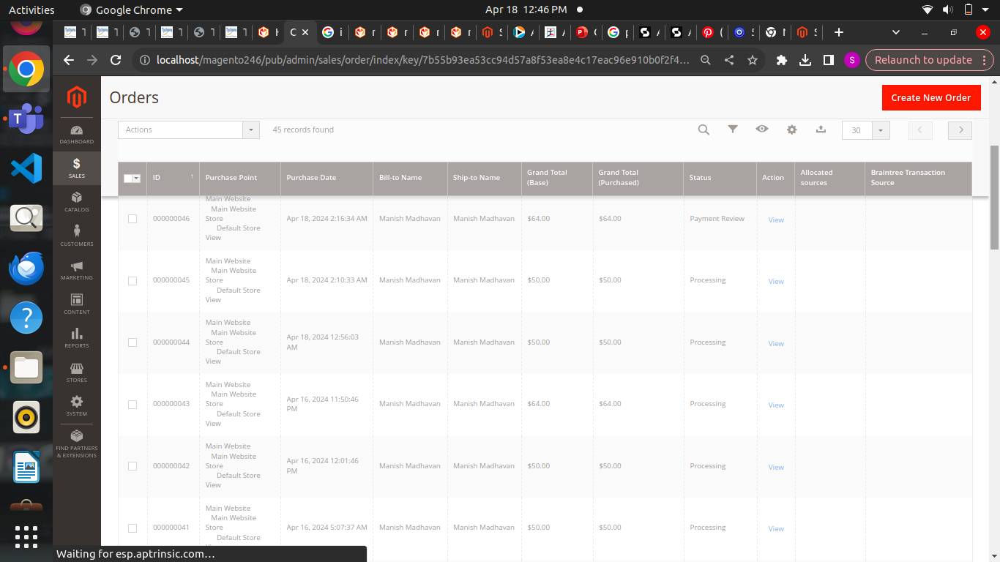 Activities
Google Chrome
Apr 18 12:46 PM
localhost/magento246/pub/admin/sales/order/index/key/7b55b93ea53cc94d57a8f53ea8e4c17eac96e910b0f2f4...
S
Relaunch to update
Orders
Create New Order
Actions
45 records found
30
ID
Purchase Point
Purchase Date
Bill-to Name
Ship-to Name
Grand Total (Base)
Grand Total (Purchased)
Status
Action
Allocated sources
Braintree Transaction Source
DASHBOARD
SALES
CATALOG
CUSTOMERS
MARKETING
CONTENT
REPORTS
STORES
SYSTEM
FIND PARTNERS
& EXTENSIONS
000000046
Main Website
Main Website
Store
Default Store
View
Apr 18, 2024 2:16:34 AM
Manish Madhavan
Manish Madhavan
$64.00
$64.00
Payment Review
View
000000045
Main Website
Main Website
Store
Default Store
View
Apr 18, 2024 2:10:33 AM
Manish Madhavan
Manish Madhavan
$50.00
$50.00
Processing
View
000000044
Main Website
Main Website
Store
Default Store
View
Apr 18, 2024 12:56:03
AM
Manish Madhavan
Manish Madhavan
$50.00
$50.00
Processing
View
000000043
Main Website
Main Website
Store
Default Store
View
Apr 16, 2024 11:50:46
PM
Manish Madhavan
Manish Madhavan
$64.00
$64.00
Processing
View
000000042
Main Website
Main Website
Store
Default Store
View
Apr 16, 2024 12:01:46
PM
Manish Madhavan
Manish Madhavan
$50.00
$50.00
Processing
View
000000041
Main Website
Main Website
Store
Default Store
Apr 16, 2024 5:07:37 AM
Manish Madhavan
Manish Madhavan
$50.00
$50.00
Processing
View
Waiting for esp.aptrinsic.com...